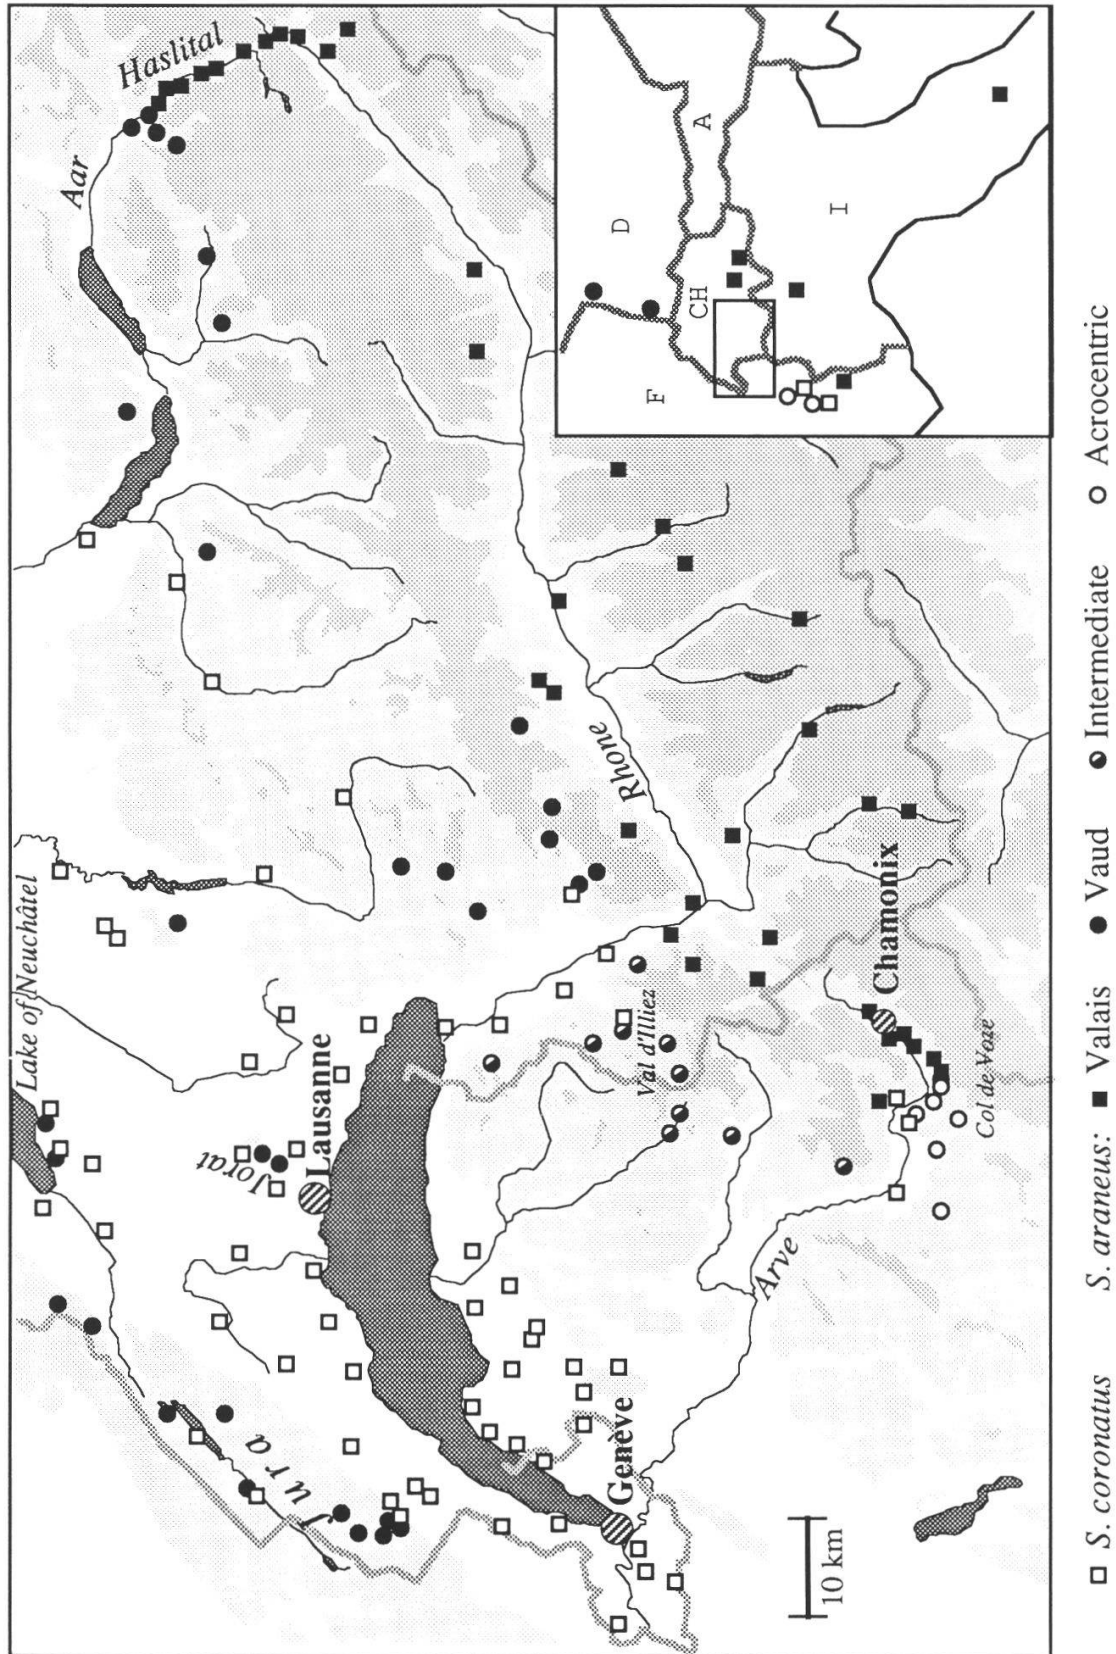 Lake of Neuchâtel
Aar
Haslital
Jorat
Jura
Lausanne
Rhone
Genève
Val d'Illiez
D
F
CH
A
Arve
10 km
I
Chamonix
Col de Voze
S. coronatus S. araneus: Valais Vaud Intermediate Acrocentric